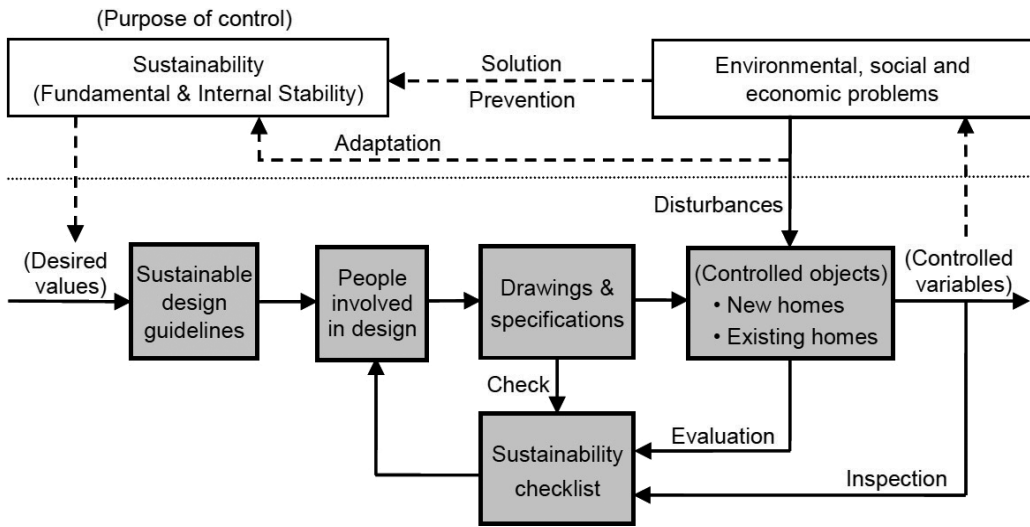 (Purpose of control)
Sustainability
(Fundamental & Internal Stability)
Solution
Prevention
Environmental, social and
economic problems
Adaptation
Disturbances
(Desired
values)
Sustainable
design
guidelines
People
involved
in design
Drawings &
specifications
(Controlled objects)
• New homes
• Existing homes
(Controlled
variables)
Check
Sustainability
checklist
Evaluation
Inspection